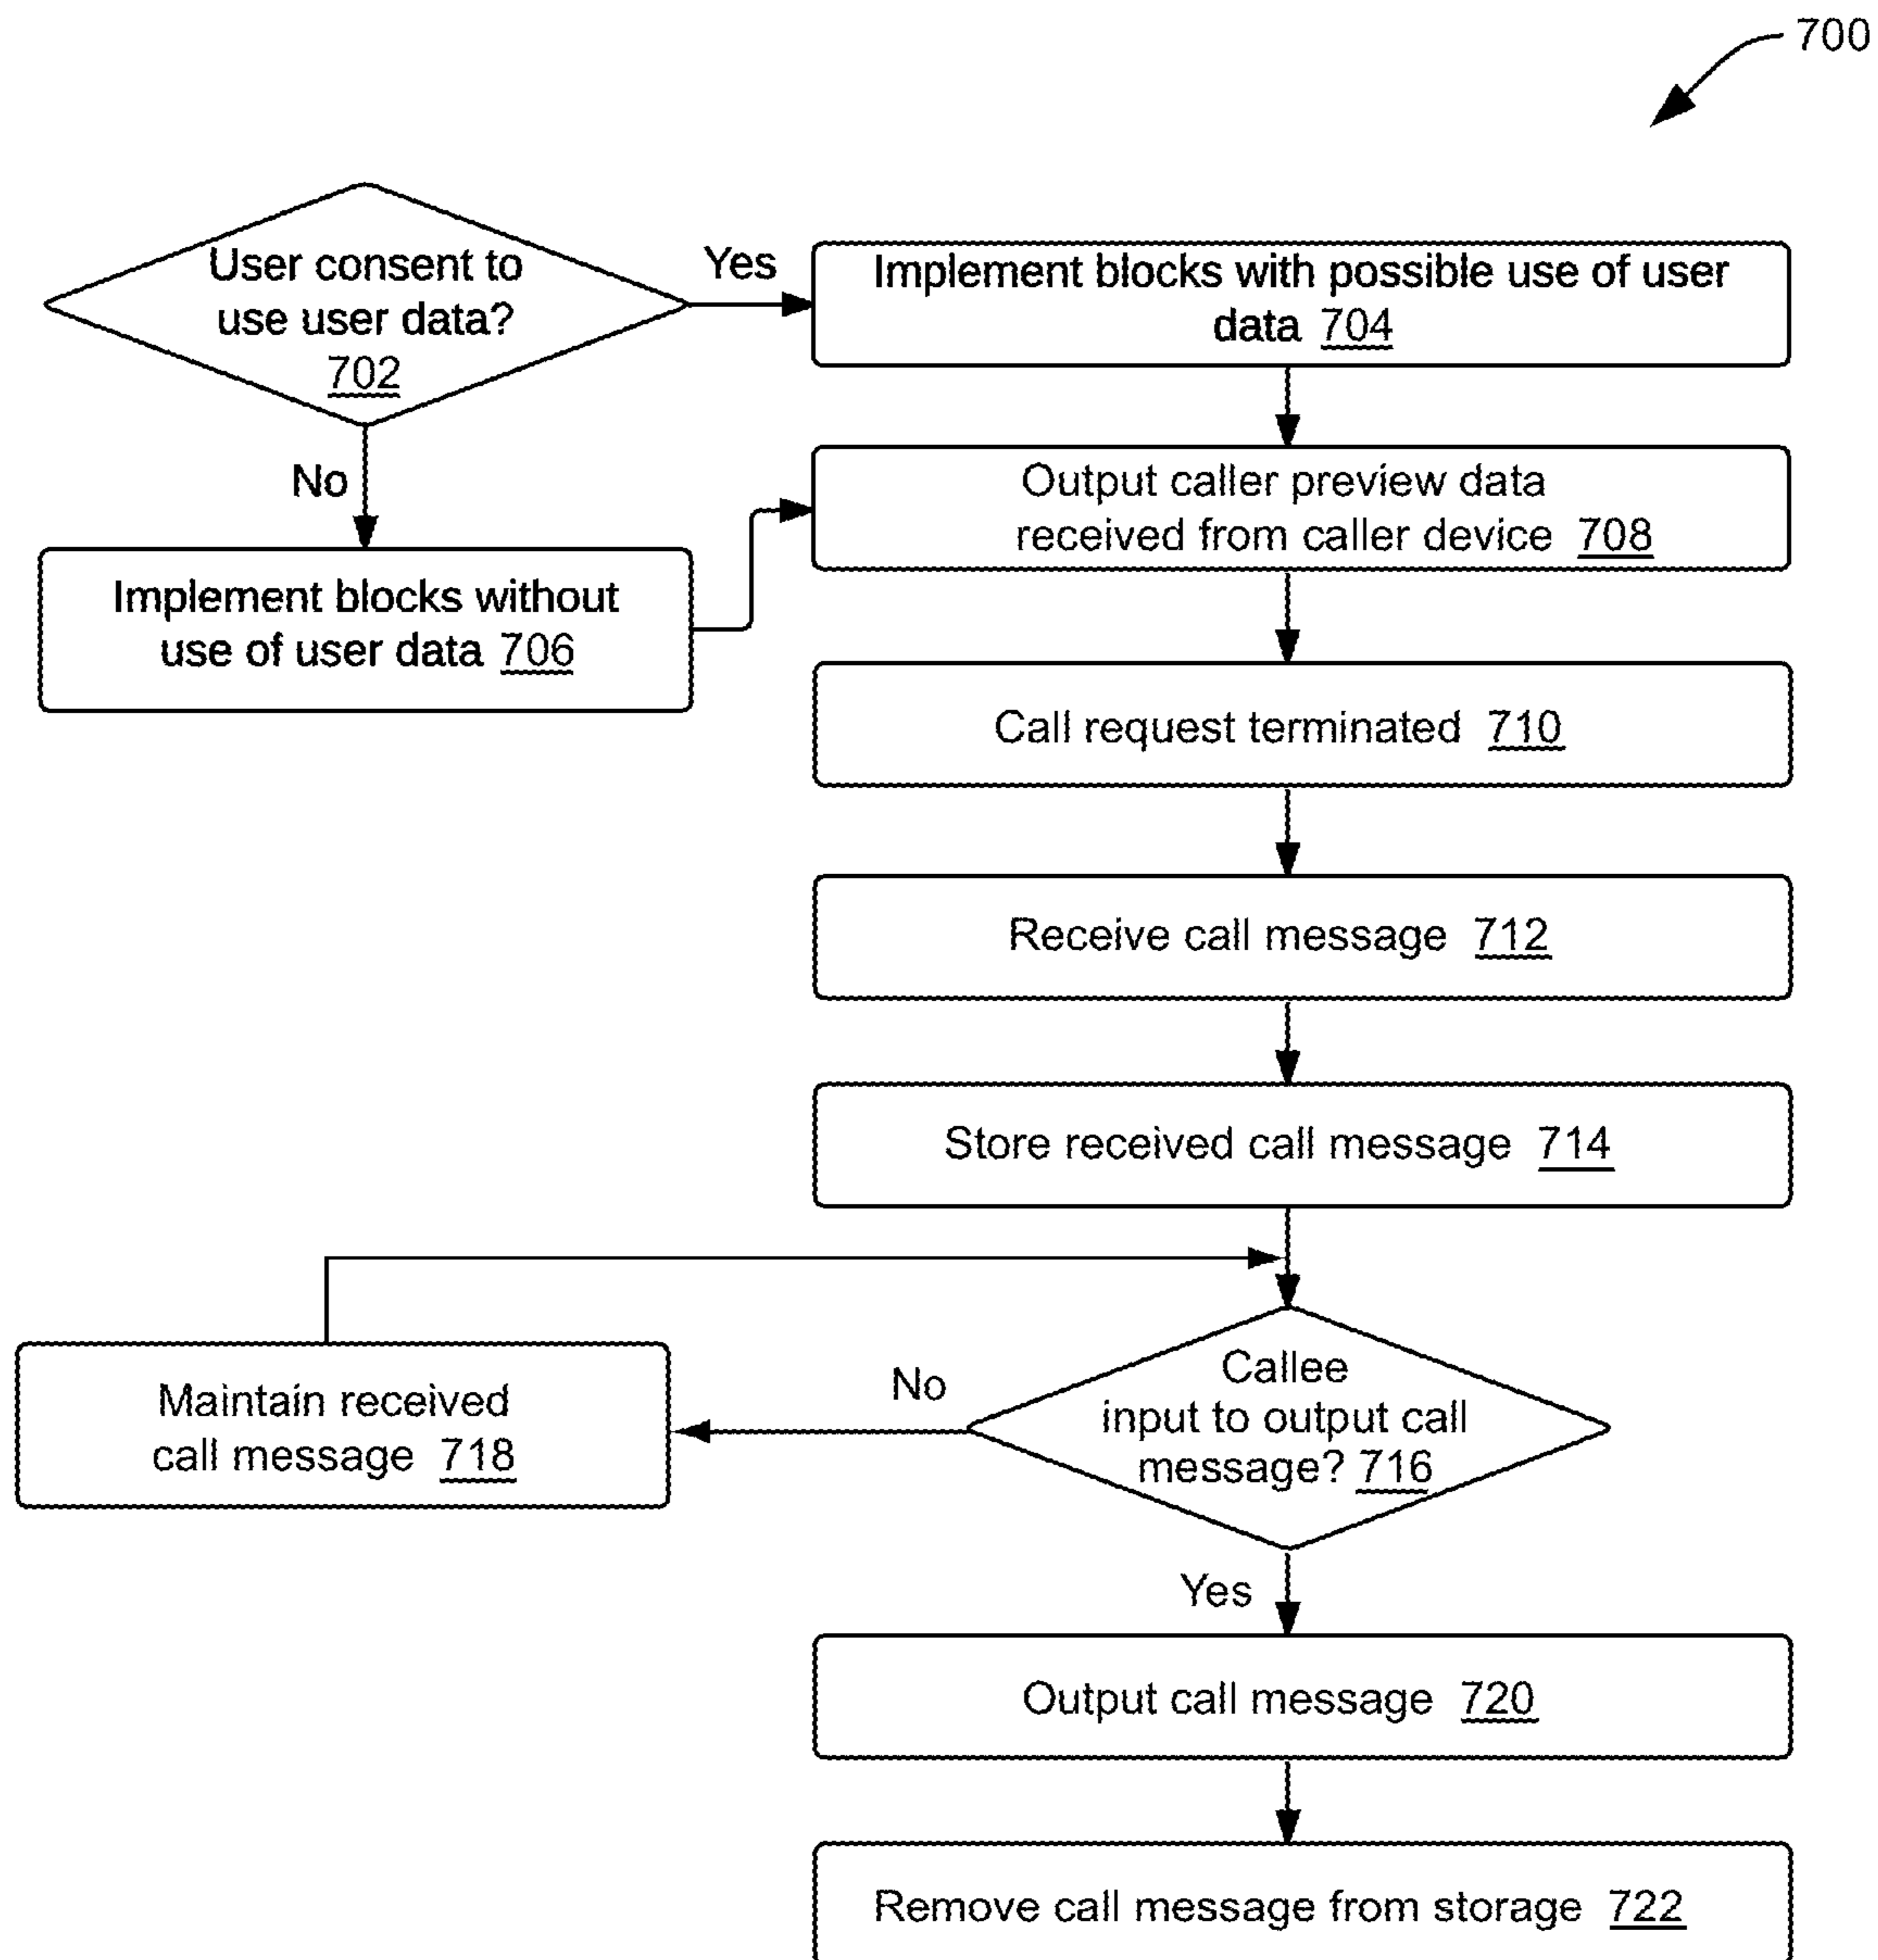 700
User consent to
use user data?
702
Yes
Implement blocks with possible use of user
data 704
No
Output caller preview data
received from caller device 708
Implement blocks without
use of user data 706
Call request terminated 710
Receive call message 712
Store received call message 714
Callee
input to output call
message? 716
No
Maintain received
call message 718
Yes
Output call message 720
Remove call message from storage 722